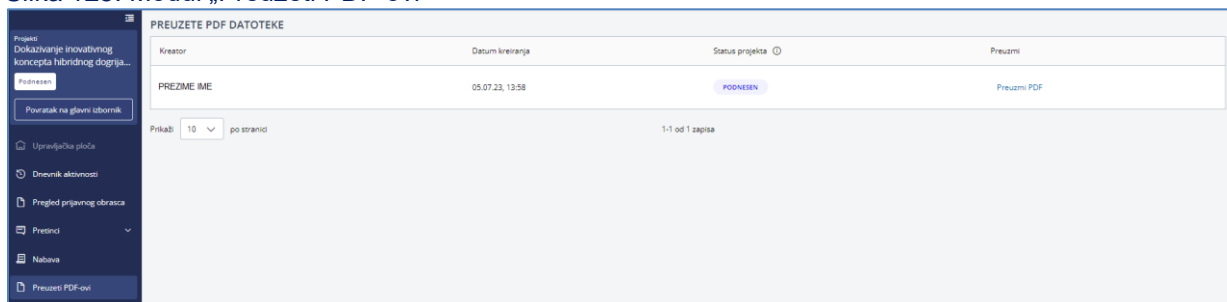 Slika 123. Modul „Preuzeti PDF-ovi“
Projekti
Dokazivanje inovativnog
koncepta hibridnog dogrija...
Podnesen
Povratak na glavni izbornik
Upravljačka ploča
Dnevnik aktivnosti
Pregled prijavnog obrasca
Pretinci
Nabava
Preuzeti PDF-ovi
PREUZETE PDF DATOTEKE
Kreator Datum kreiranja Status projekta Preuzmi
PREZIME IME 05.07.23, 13:58 PODNESEN Preuzmi PDF
Prikaži 10 po stranici 1-1 od 1 zapisa